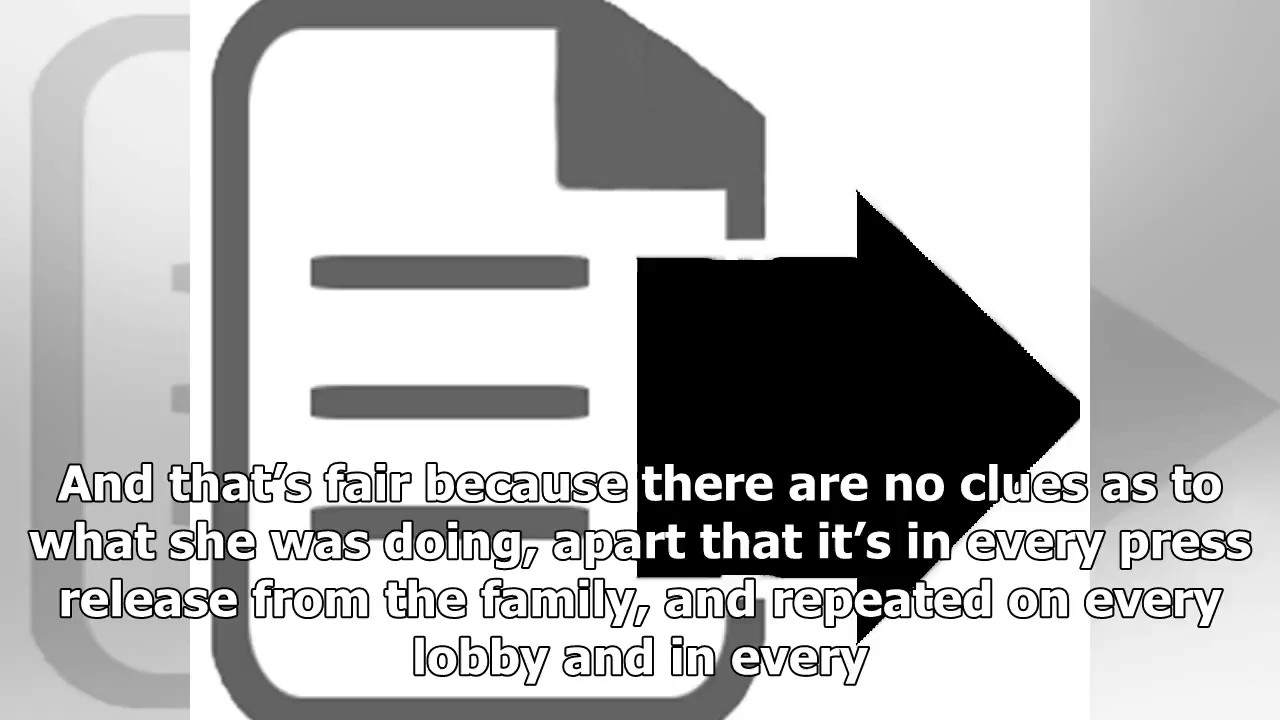 And that’s fair because there are no clues as to
what she was doing, apart that it’s in every press
release from the family, and repeated on every
lobby and in every